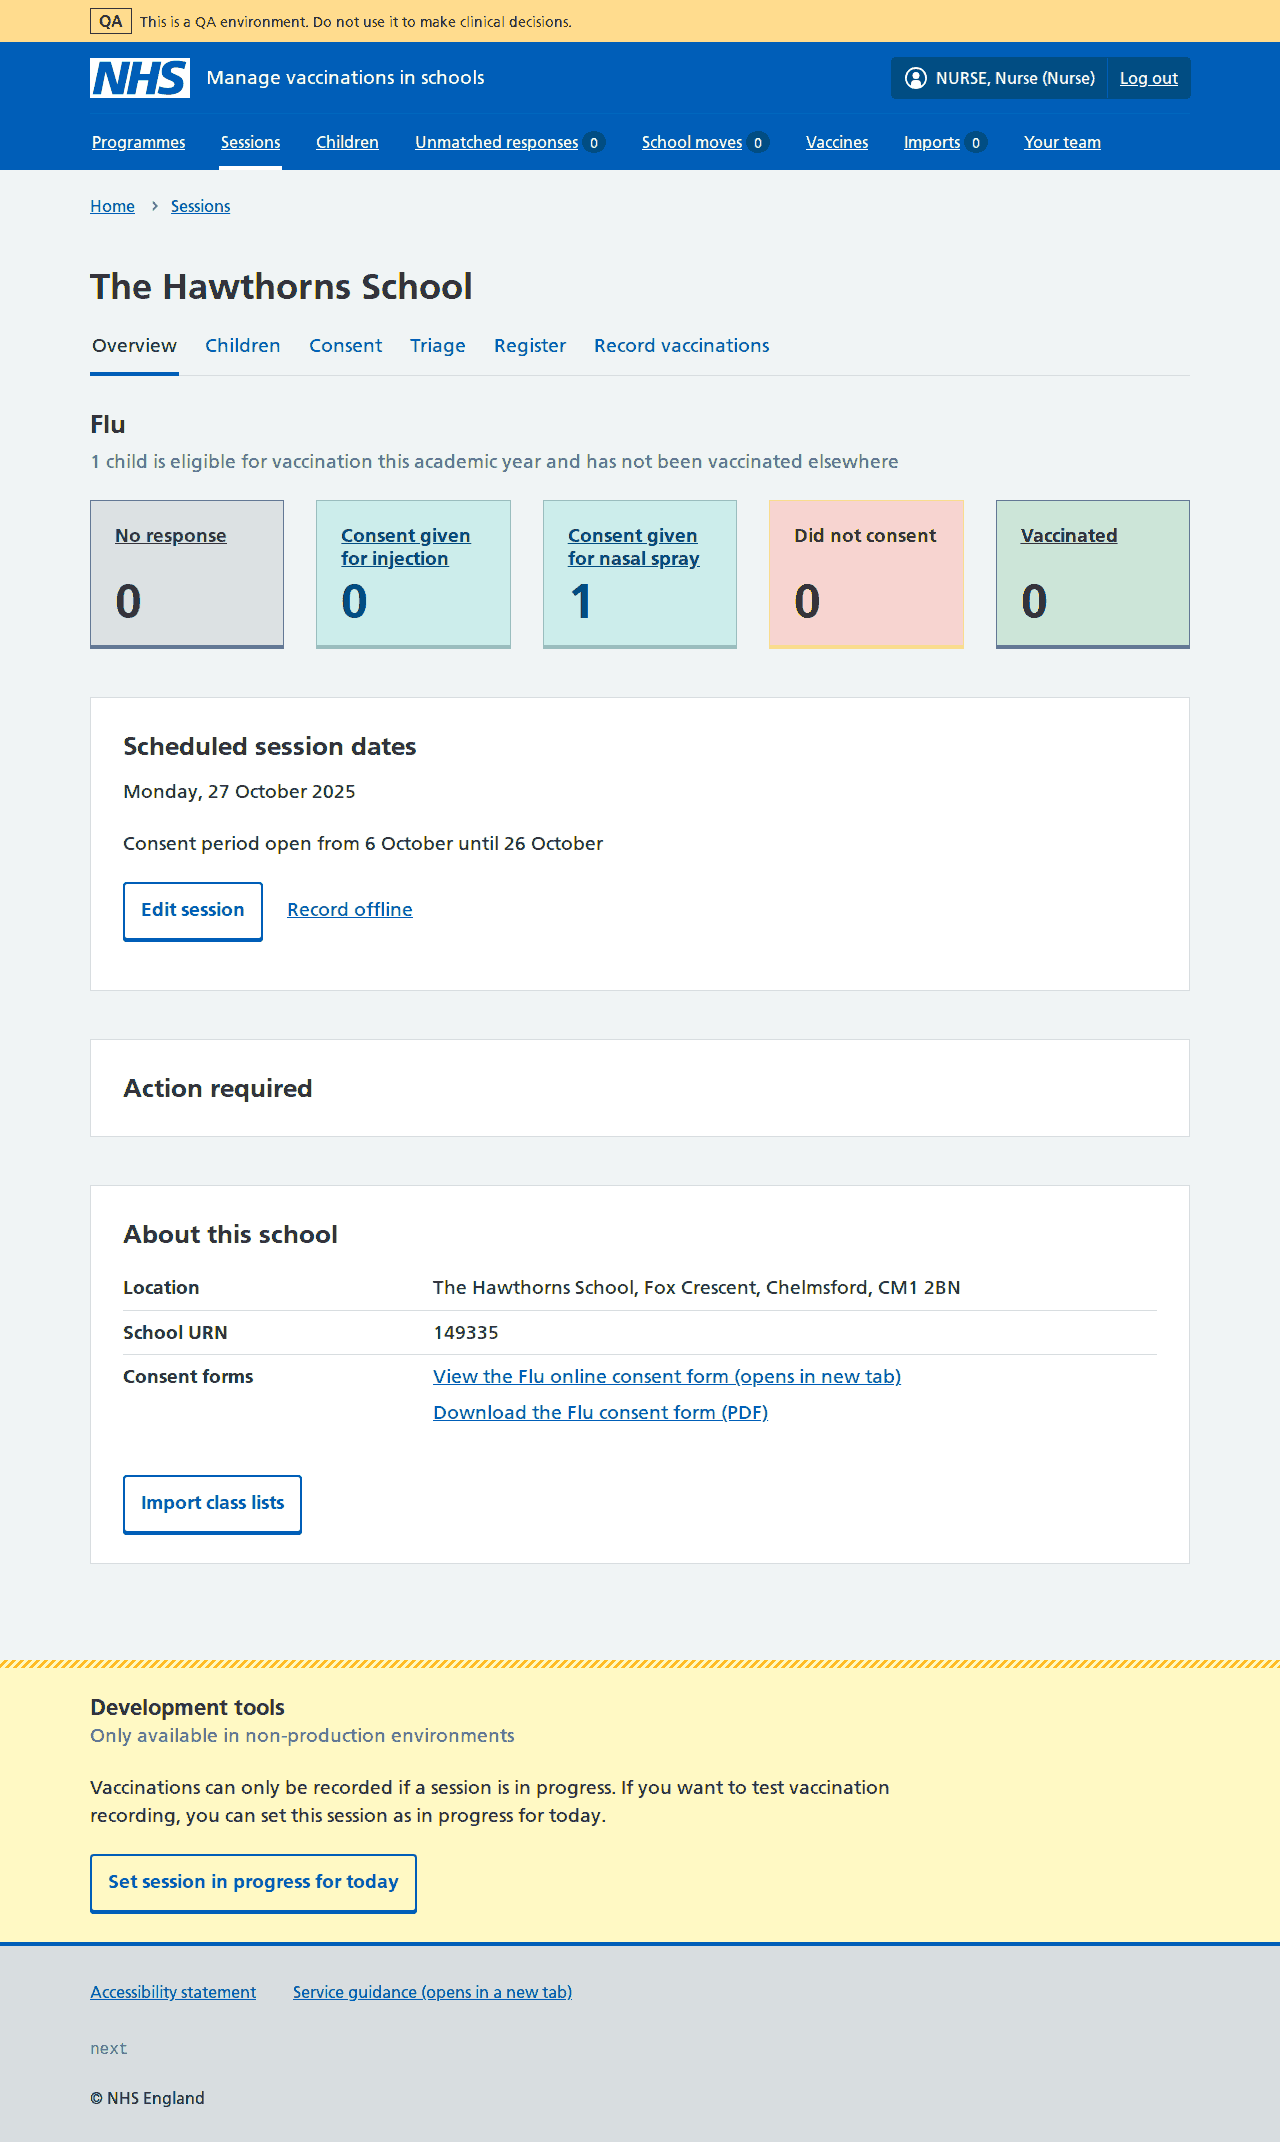 QA This is a QA environment. Do not use it to make clinical decisions.
NHS Manage vaccinations in schools NURSE, Nurse (Nurse) Log out
Programmes Sessions Children Unmatched responses 0 School moves 0 Vaccines Imports 0 Your team
Home Sessions
The Hawthorns School
Overview Children Consent Triage Register Record vaccinations
Flu
1 child is eligible for vaccination this academic year and has not been vaccinated elsewhere
No response
0
Consent given
for injection
0
Consent given
for nasal spray
1
Did not consent
0
Vaccinated
0
Scheduled session dates
Monday, 27 October 2025
Consent period open from 6 October until 26 October
Edit session Record offline
Action required
About this school
Location The Hawthorns School, Fox Crescent, Chelmsford, CM1 2BN
School URN 149335
Consent forms View the Flu online consent form (opens in new tab)
Download the Flu consent form (PDF)
Import class lists
Development tools
Only available in non-production environments
Vaccinations can only be recorded if a session is in progress. If you want to test vaccination
recording, you can set this session as in progress for today.
Set session in progress for today
Accessibility statement Service guidance (opens in a new tab)
next
© NHS England